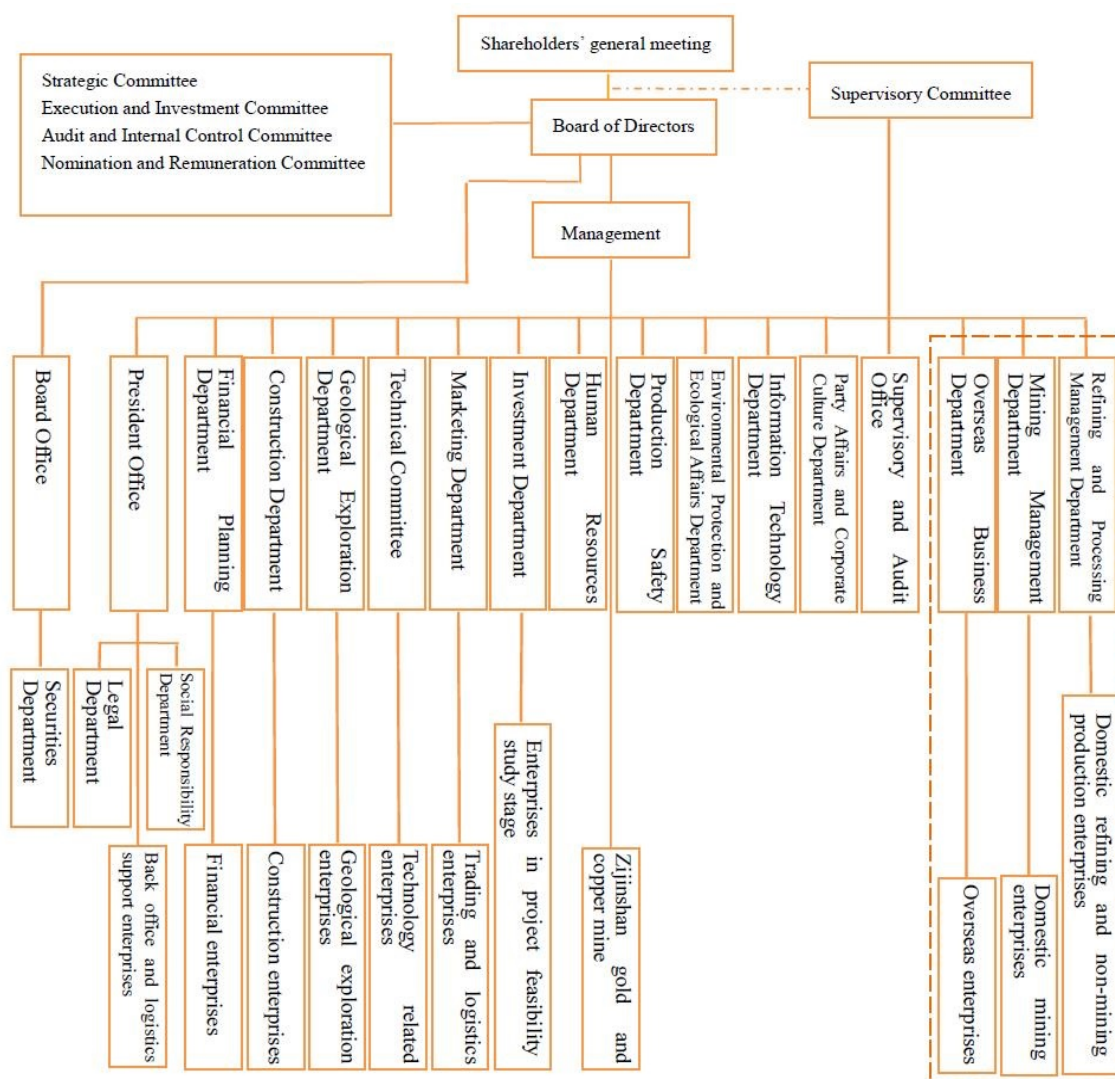 Shareholders’ general meeting
Strategic Committee
Execution and Investment Committee
Audit and Internal Control Committee
Nomination and Remuneration Committee
Supervisory Committee
Board of Directors
Management
Board Office
President Office
Financial Planning
Department
Construction Department
Geological Exploration
Department
Technical Committee
Marketing Department
Investment Department
Human Resources
Department
Production Safety
Department
Environmental Protection and
Ecological Affairs Department
Information Technology
Department
Party Affairs and Corporate
Culture Department
Supervisory and Audit
Office
Overseas Business
Department
Mining Management
Department
Refining and Processing
Management Department
Securities
Department
Legal
Department
Social Responsibility
Department
Back office and logistics
support enterprises
Financial enterprises
Construction enterprises
Geological exploration
enterprises
Technology related
enterprises
Trading and logistics
enterprises
Enterprises in project feasibility
study stage
Zijinshan gold and
copper mine
Overseas enterprises
Domestic mining
enterprises
Domestic refining and non-mining
production enterprises